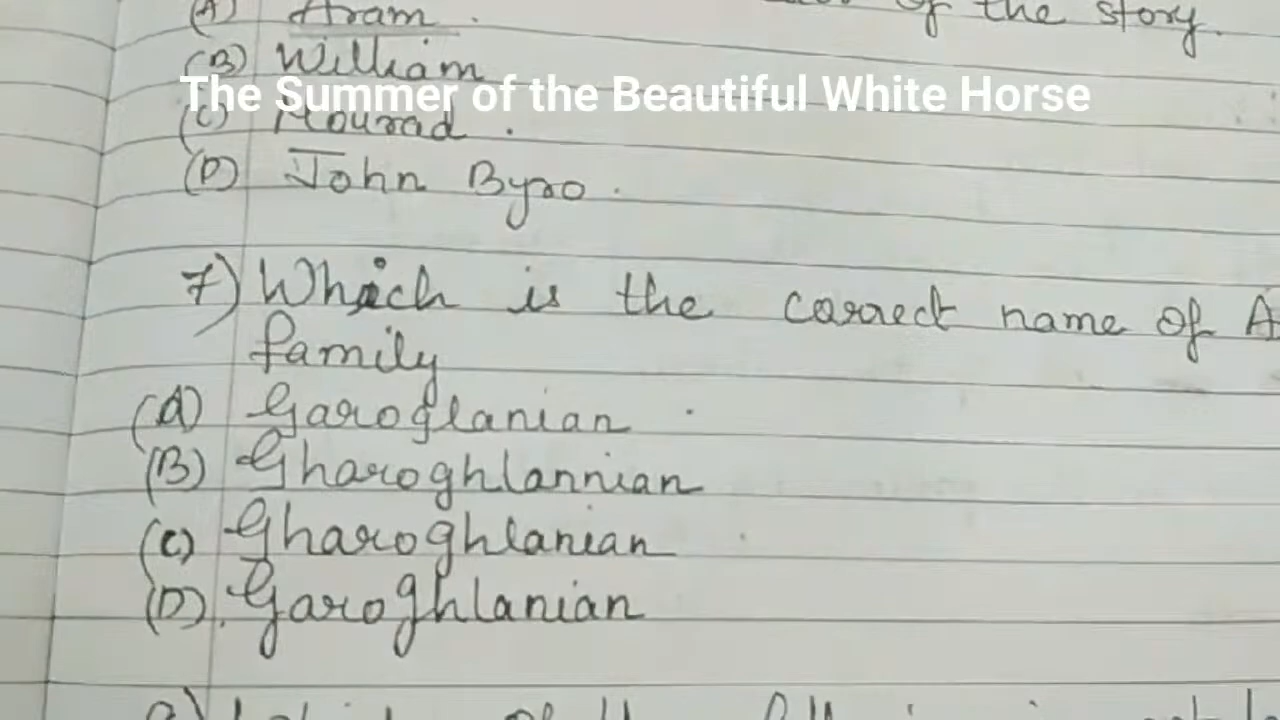 of the story.
(A) Aram.
(B) William
The Summer of the Beautiful White Horse
(C) Mourad.
(D) John Byro.
7) Which is the correct name of A
family
(A) Garoglanian.
(B) Gharoghlannian
(C) Gharoghlanian
(D). Garoghlanian